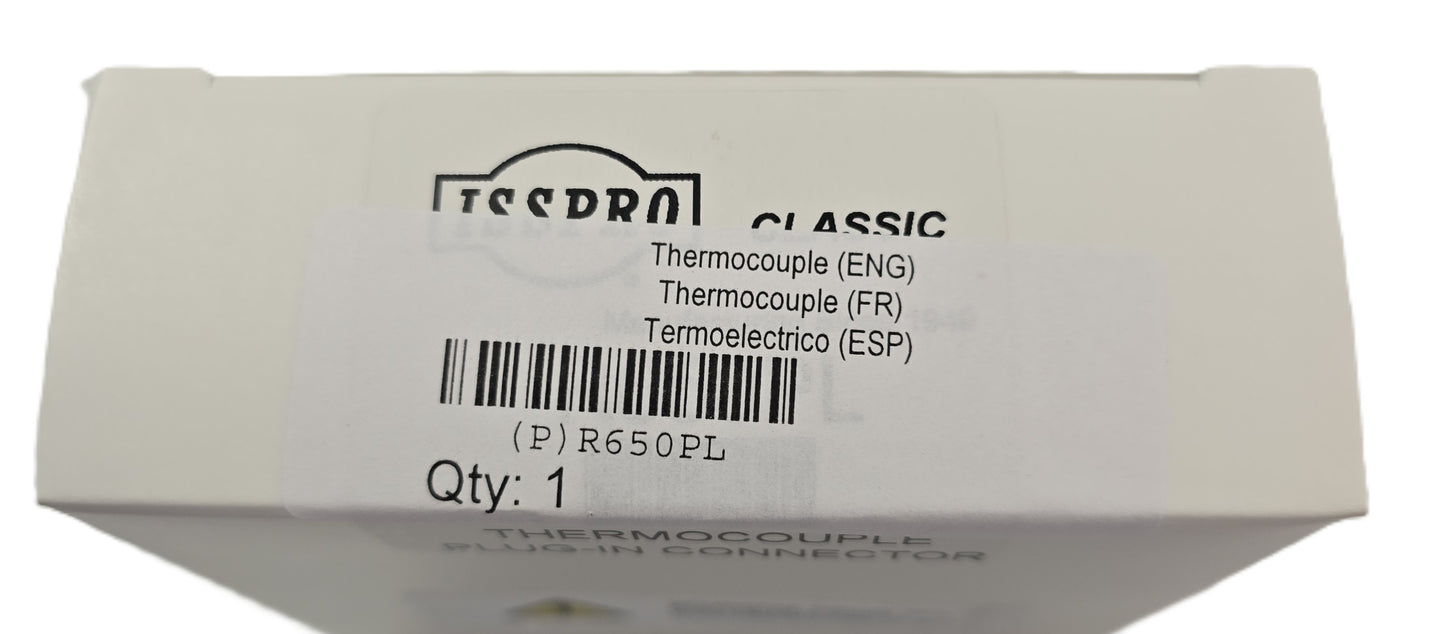 ISSPRO CLASSIC
Thermocouple (ENG)
Thermocouple (FR)
Termoelectrico (ESP)
(P)R650PL
Qty: 1
THERMOCOUPLE
PLUG-IN CONNECTOR